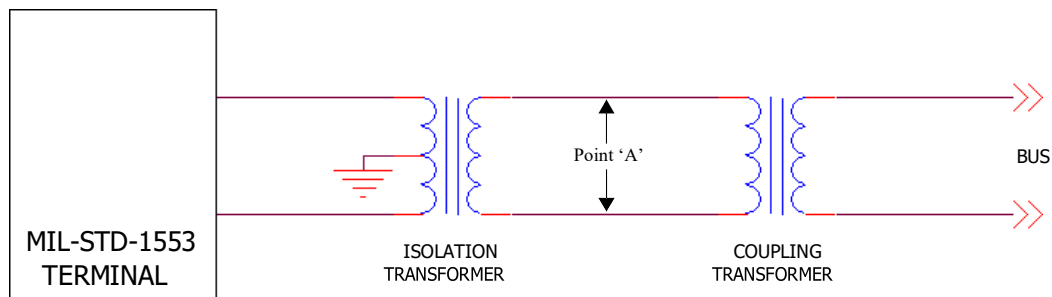 Point ‘A’
BUS
MIL-STD-1553
TERMINAL
ISOLATION
TRANSFORMER
COUPLING
TRANSFORMER